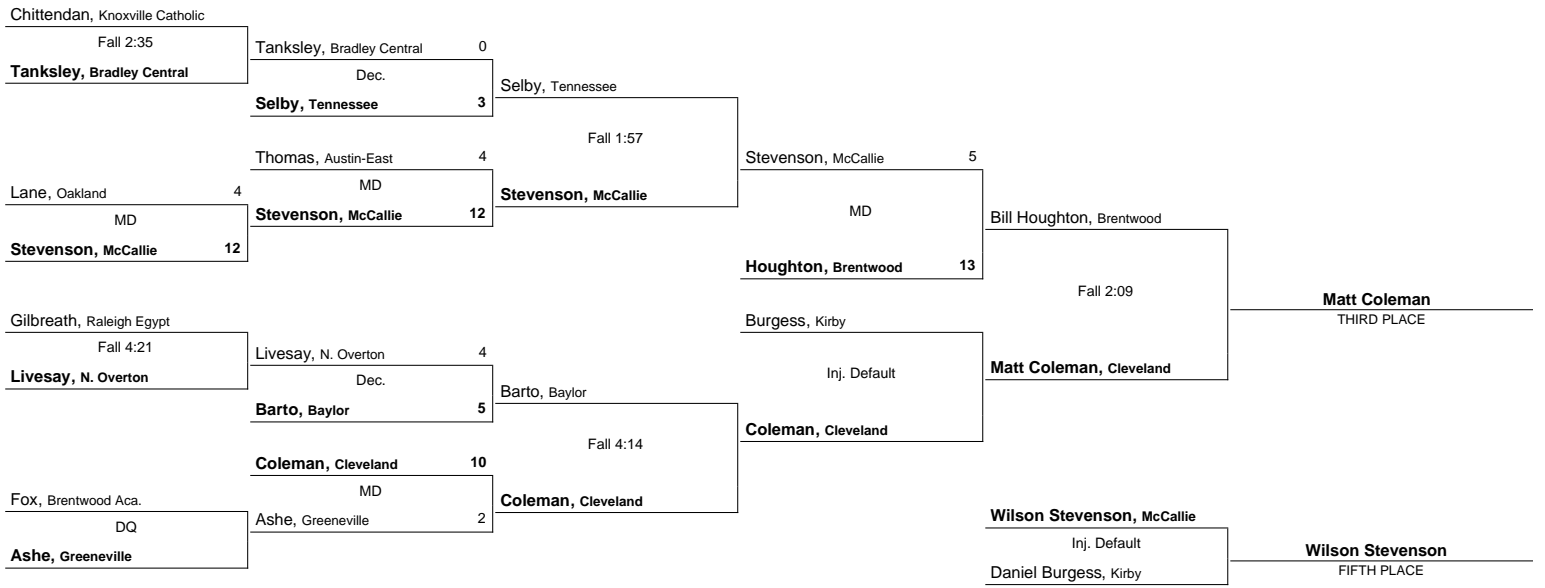 Chittendan, Knoxville Catholic
Fall 2:35
Tanksley, Bradley Central
Lane, Oakland 4
MD
Stevenson, McCallie 12
Gilbreath, Raleigh Egypt
Fall 4:21
Livesay, N. Overton
Fox, Brentwood Aca.
DQ
Ashe, Greeneville
Tanksley, Bradley Central 0
Dec.
Selby, Tennessee 3
Thomas, Austin-East 4
MD
Stevenson, McCallie 12
Livesay, N. Overton 4
Dec.
Barto, Baylor 5
Coleman, Cleveland 10
MD
Ashe, Greeneville 2
Selby, Tennessee
Fall 1:57
Stevenson, McCallie
Barto, Baylor
Fall 4:14
Coleman, Cleveland
Stevenson, McCallie 5
MD
Houghton, Brentwood 13
Burgess, Kirby
Inj. Default
Coleman, Cleveland
Bill Houghton, Brentwood
Fall 2:09
Matt Coleman, Cleveland
Matt Coleman
THIRD PLACE
Wilson Stevenson, McCallie
Inj. Default
Daniel Burgess, Kirby
Wilson Stevenson
FIFTH PLACE